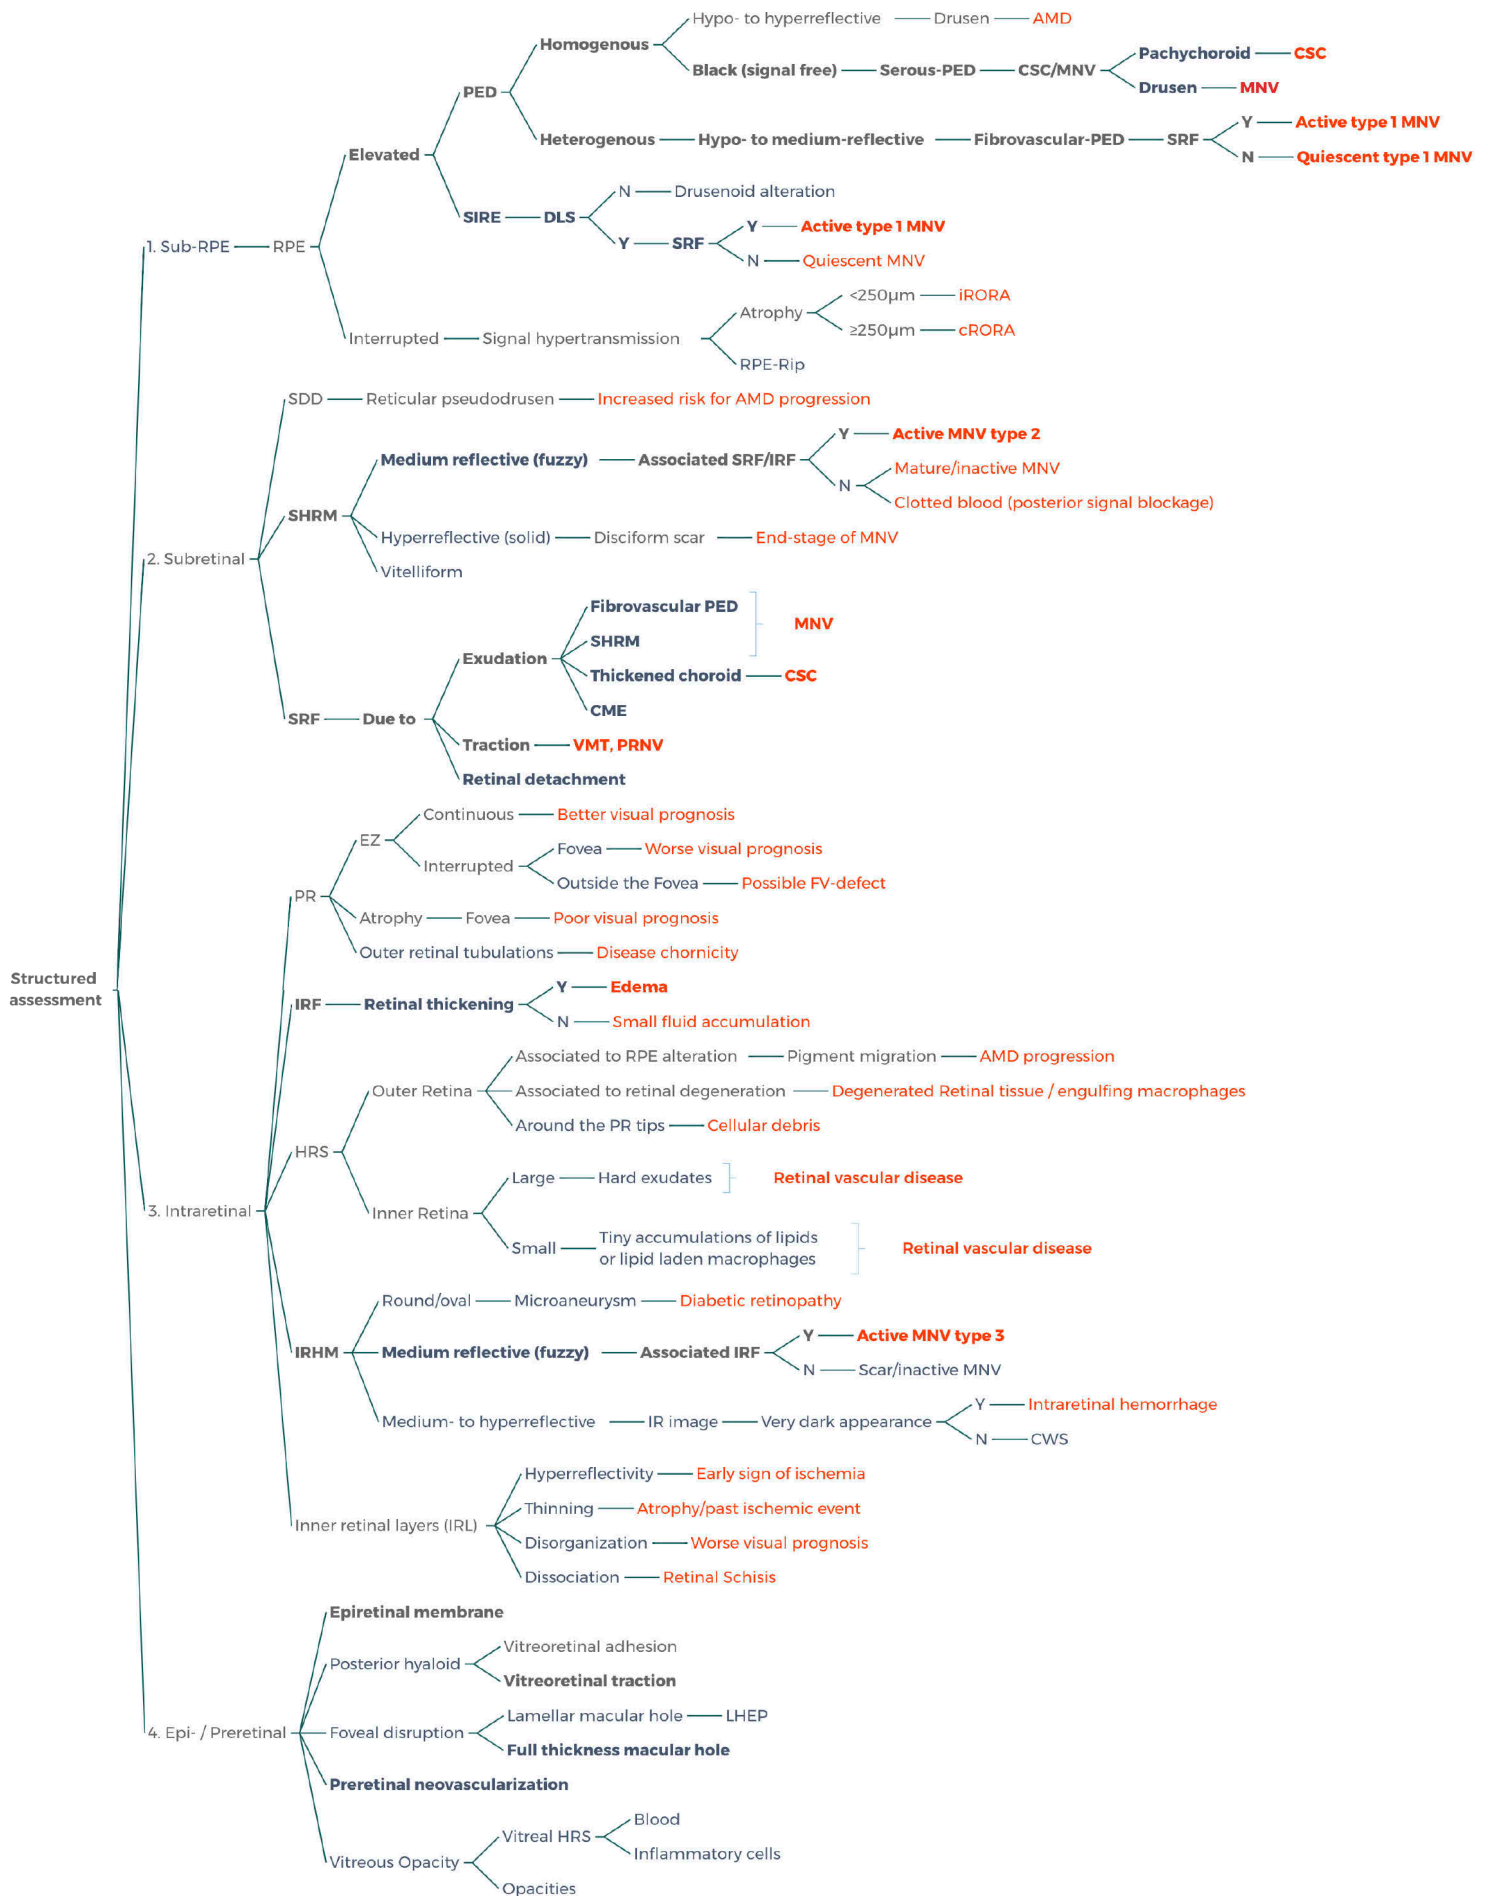 Hypo- to hyperreflective Drusen AMD
Homogenous
Black (signal free) Serous-PED CSC/MNV
Pachychoroid CSC
Drusen MNV
PED
Heterogenous Hypo- to medium-reflective Fibrovascular-PED SRF
Y Active type 1 MNV
N Quiescent type 1 MNV
Elevated
SIRE DLS
N Drusenoid alteration
Y SRF
Y Active type 1 MNV
N Quiescent MNV
1. Sub-RPE RPE
Interrupted Signal hypertransmission
Atrophy
<250µm iRORA
≥250µm cRORA
RPE-Rip
SDD Reticular pseudodrusen Increased risk for AMD progression
Medium reflective (fuzzy) Associated SRF/IRF
Y Active MNV type 2
N
Mature/inactive MNV
Clotted blood (posterior signal blockage)
SHRM
Hyperreflective (solid) Disciform scar End-stage of MNV
Vitelliform
2. Subretinal
Fibrovascular PED
SHRM
MNV
Exudation
Thickened choroid CSC
CME
SRF Due to
Traction VMT, PRNV
Retinal detachment
Continuous Better visual prognosis
EZ
Interrupted
Fovea Worse visual prognosis
Outside the Fovea Possible FV-defect
PR
Atrophy Fovea Poor visual prognosis
Outer retinal tubulations Disease chornicity
Structured
assessment
IRF Retinal thickening
Y Edema
N Small fluid accumulation
Associated to RPE alteration Pigment migration AMD progression
Outer Retina
Associated to retinal degeneration Degenerated Retinal tissue / engulfing macrophages
Around the PR tips Cellular debris
HRS
Large Hard exudates Retinal vascular disease
Inner Retina
Small
Tiny accumulations of lipids
or lipid laden macrophages
Retinal vascular disease
3. Intraretinal
Round/oval Microaneurysm Diabetic retinopathy
IRHM
Medium reflective (fuzzy) Associated IRF
Y Active MNV type 3
N Scar/inactive MNV
Medium- to hyperreflective IR image Very dark appearance
Y Intraretinal hemorrhage
N CWS
Inner retinal layers (IRL)
Hyperreflectivity Early sign of ischemia
Thinning Atrophy/past ischemic event
Disorganization Worse visual prognosis
Dissociation Retinal Schisis
Epiretinal membrane
Posterior hyaloid
Vitreoretinal adhesion
Vitreoretinal traction
4. Epi- / Preretinal
Foveal disruption
Lamellar macular hole LHEP
Full thickness macular hole
Preretinal neovascularization
Vitreous Opacity
Vitreal HRS
Blood
Inflammatory cells
Opacities